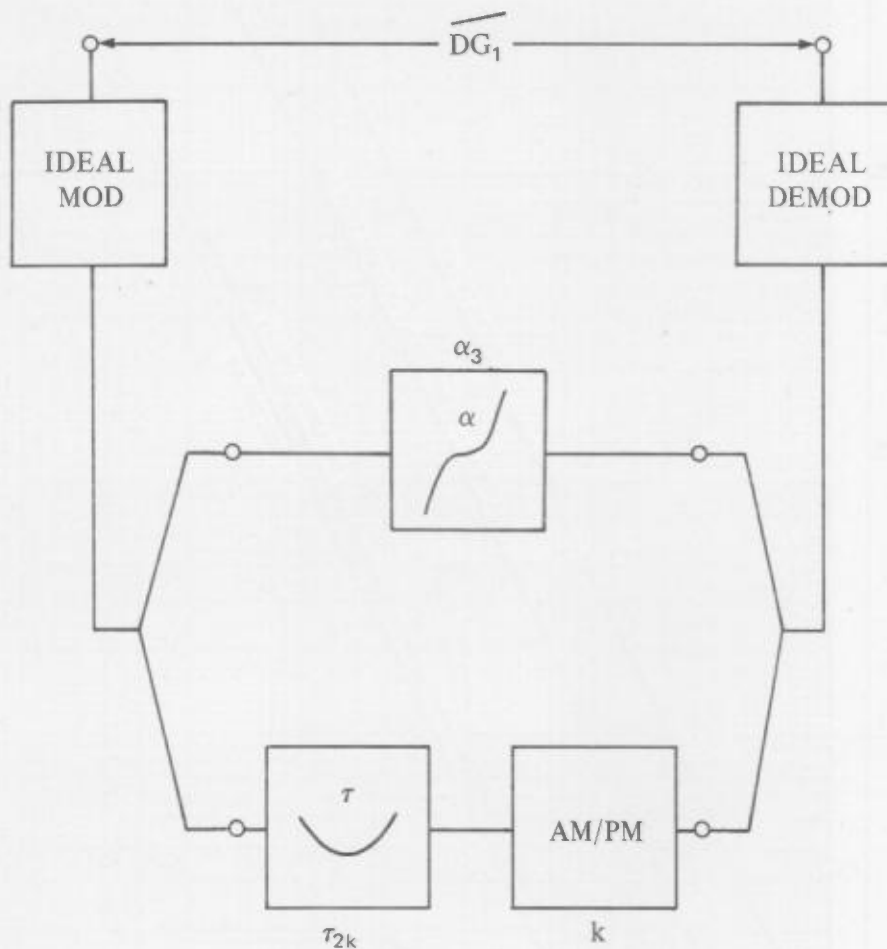 DG₁
IDEAL
MOD
IDEAL
DEMOD
α₃
α
τ
AM/PM
τ₂ₖ
k